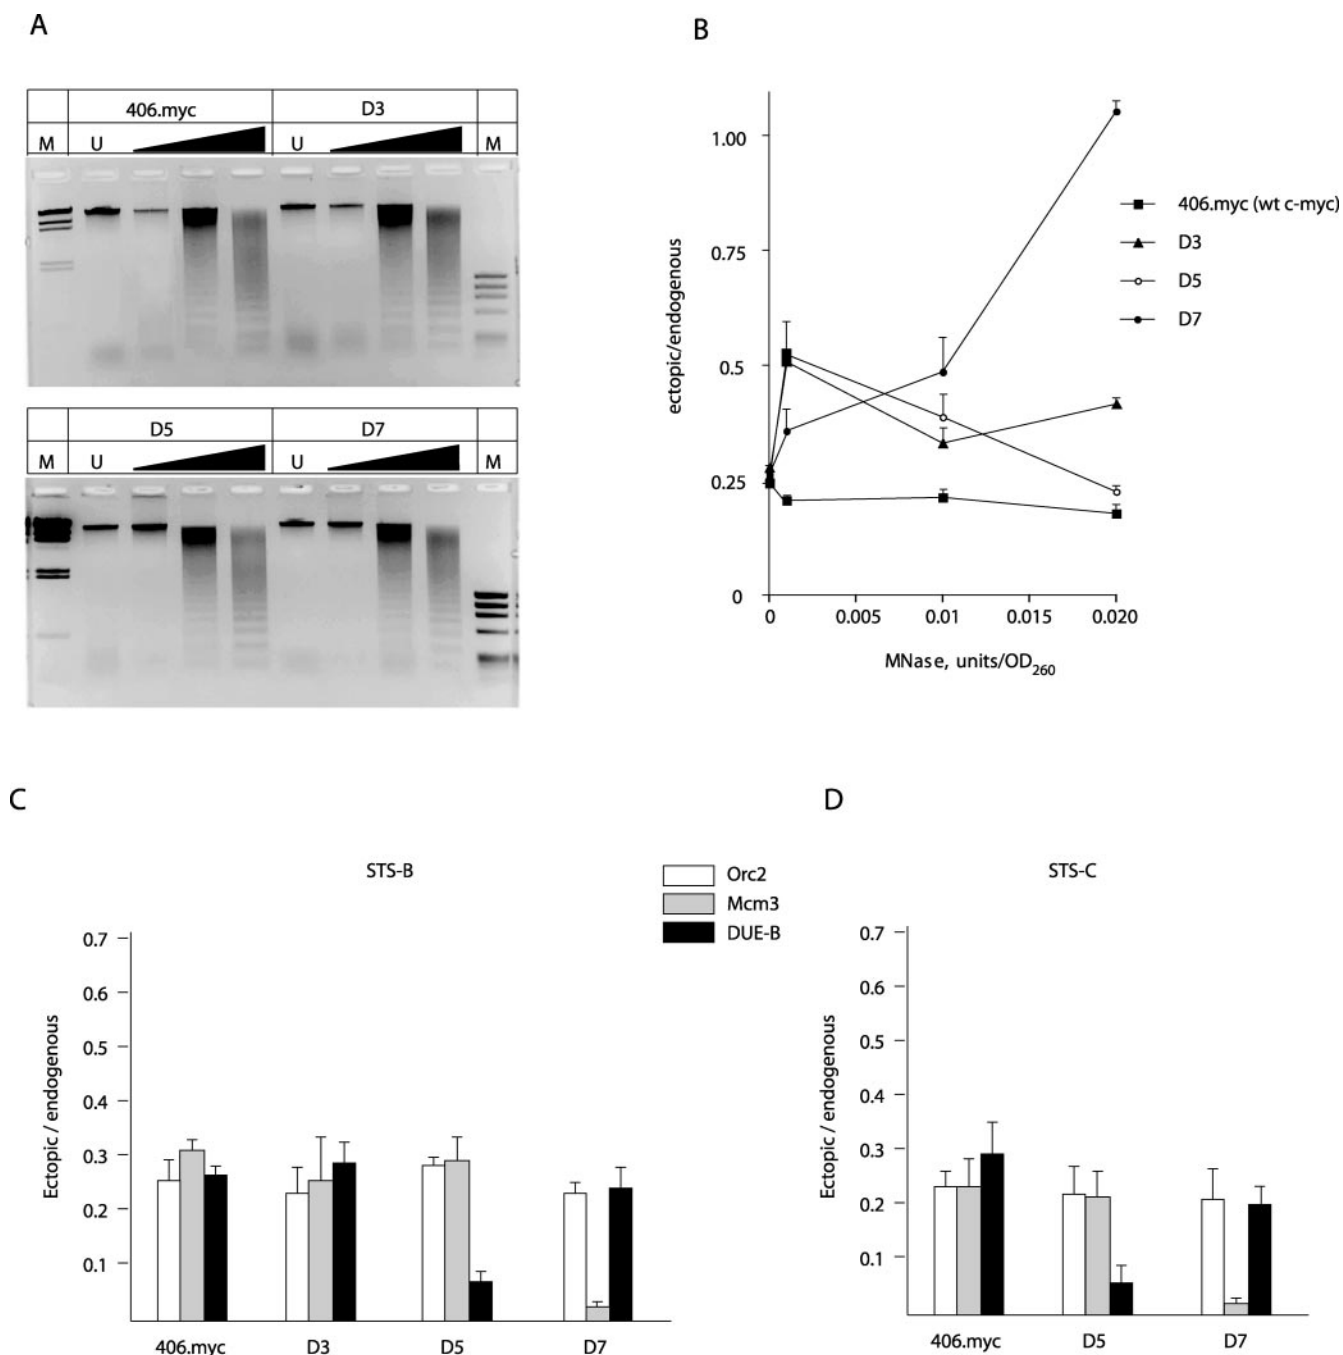 A
406.myc D3
M U U M
D5 D7
M U U M
B
1.00
0.75
0.5
0.25
0
ectopic/endogenous
0 0.005 0.01 0.015 0.020
MNase, units/OD260
406.myc (wt c-myc)
D3
D5
D7
C
STS-B
Orc2
Mcm3
DUE-B
0.7
0.6
0.5
0.4
0.3
0.2
0.1
Ectopic / endogenous
406.myc D3 D5 D7
D
STS-C
0.7
0.6
0.5
0.4
0.3
0.2
0.1
Ectopic / endogenous
406.myc D5 D7